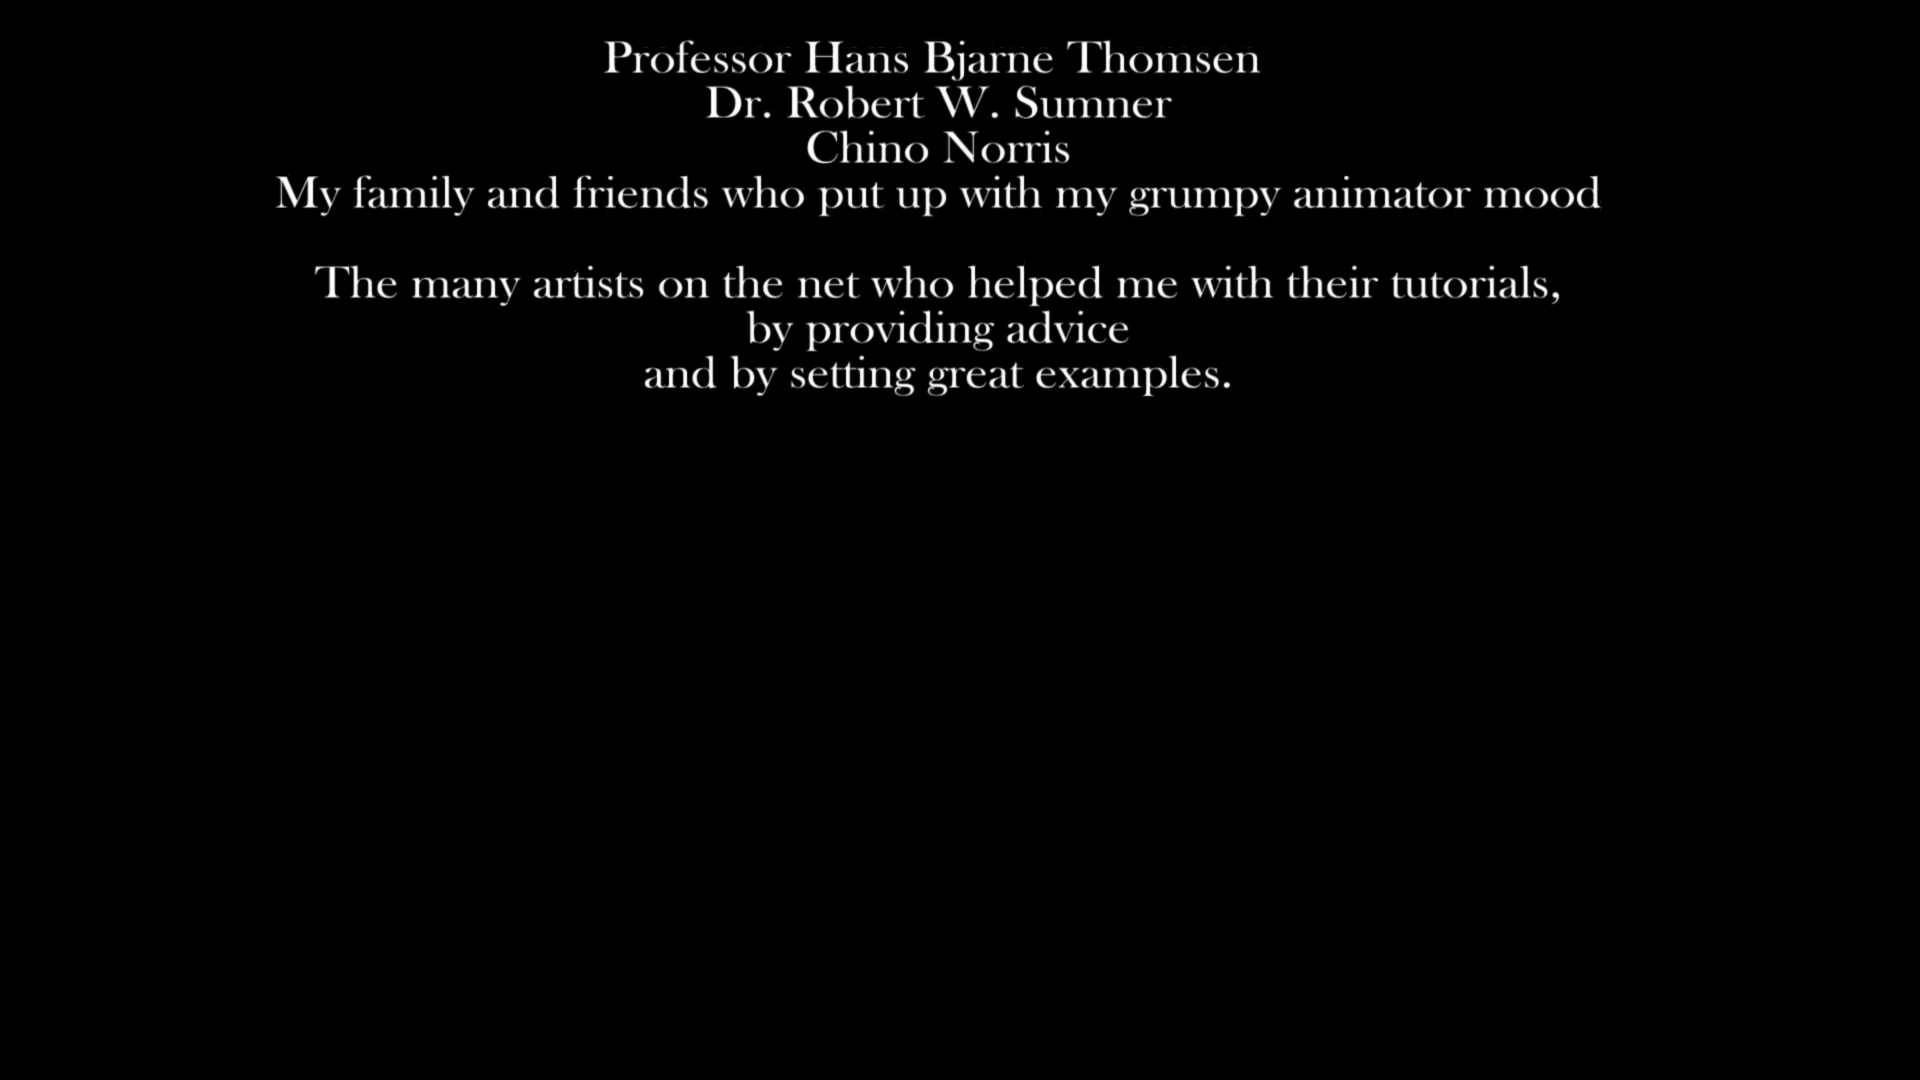 Professor Hans Bjarne Thomsen
Dr. Robert W. Sumner
Chino Norris
My family and friends who put up with my grumpy animator mood
The many artists on the net who helped me with their tutorials,
by providing advice
and by setting great examples.